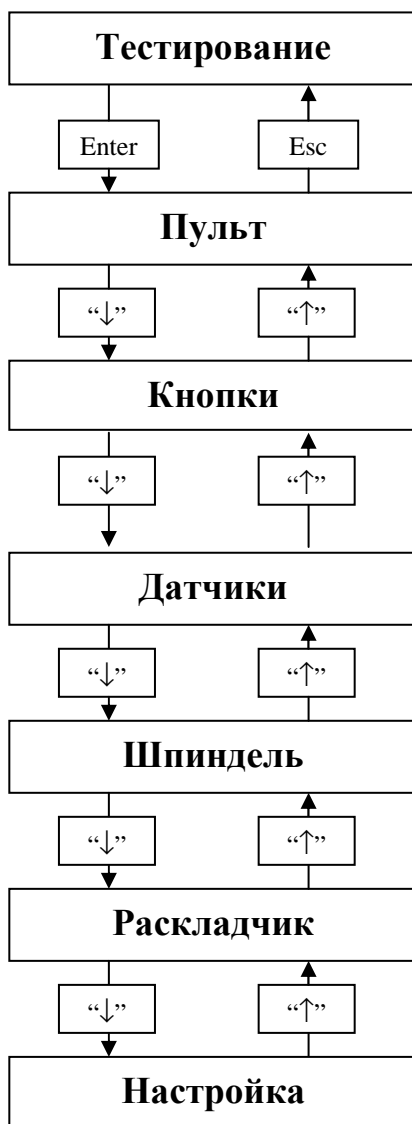 Тестирование
Enter Esc
Пульт
“↓” “↑”
Кнопки
“↓” “↑”
Датчики
“↓” “↑”
Шпиндель
“↓” “↑”
Раскладчик
“↓” “↑”
Настройка